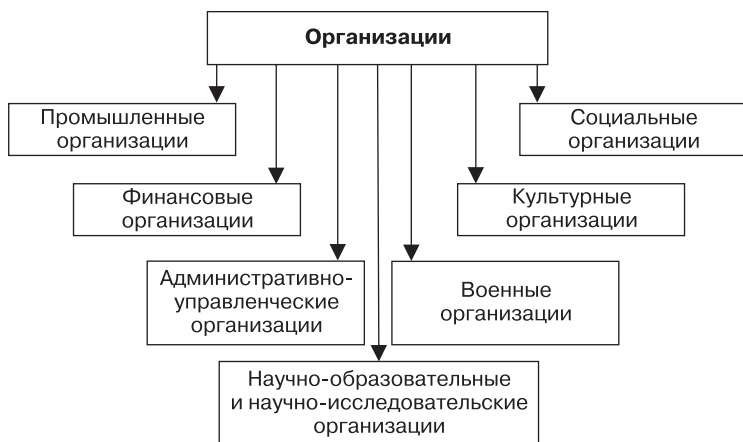 Организации
Промышленные
организации
Социальные
организации
Финансовые
организации
Культурные
организации
Административно-
управленческие
организации
Военные
организации
Научно-образовательные
и научно-исследовательские
организации